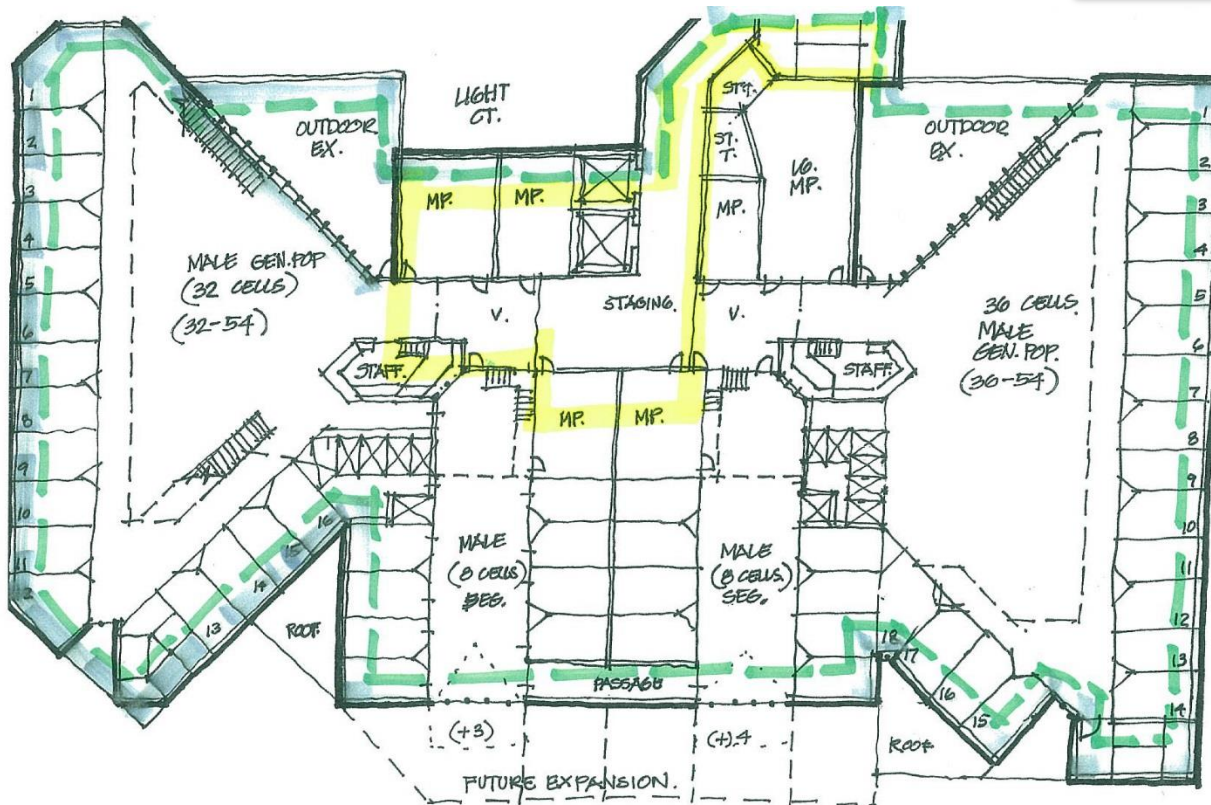 LIGHT
CT.
OUTDOOR
EX.
MP.
MP.
STG.
ST.
T.
MP.
LG.
MP.
OUTDOOR
EX.
MALE GEN. POP
(32 CELLS)
(32-54)
V.
STAGING.
V.
36 CELLS.
MALE
GEN. POP.
(36-54)
STAFF.
STAFF.
MP.
MP.
1
2
3
4
5
6
7
8
9
10
11
12
13
14
15
16
1
2
3
4
5
6
7
8
9
10
11
12
13
14
15
16
17
18
MALE
(8 CELLS)
SEG.
MALE
(8 CELLS)
SEG.
ROOF.
PASSAGE
(+3)
(+).4
ROOF.
FUTURE EXPANSION.